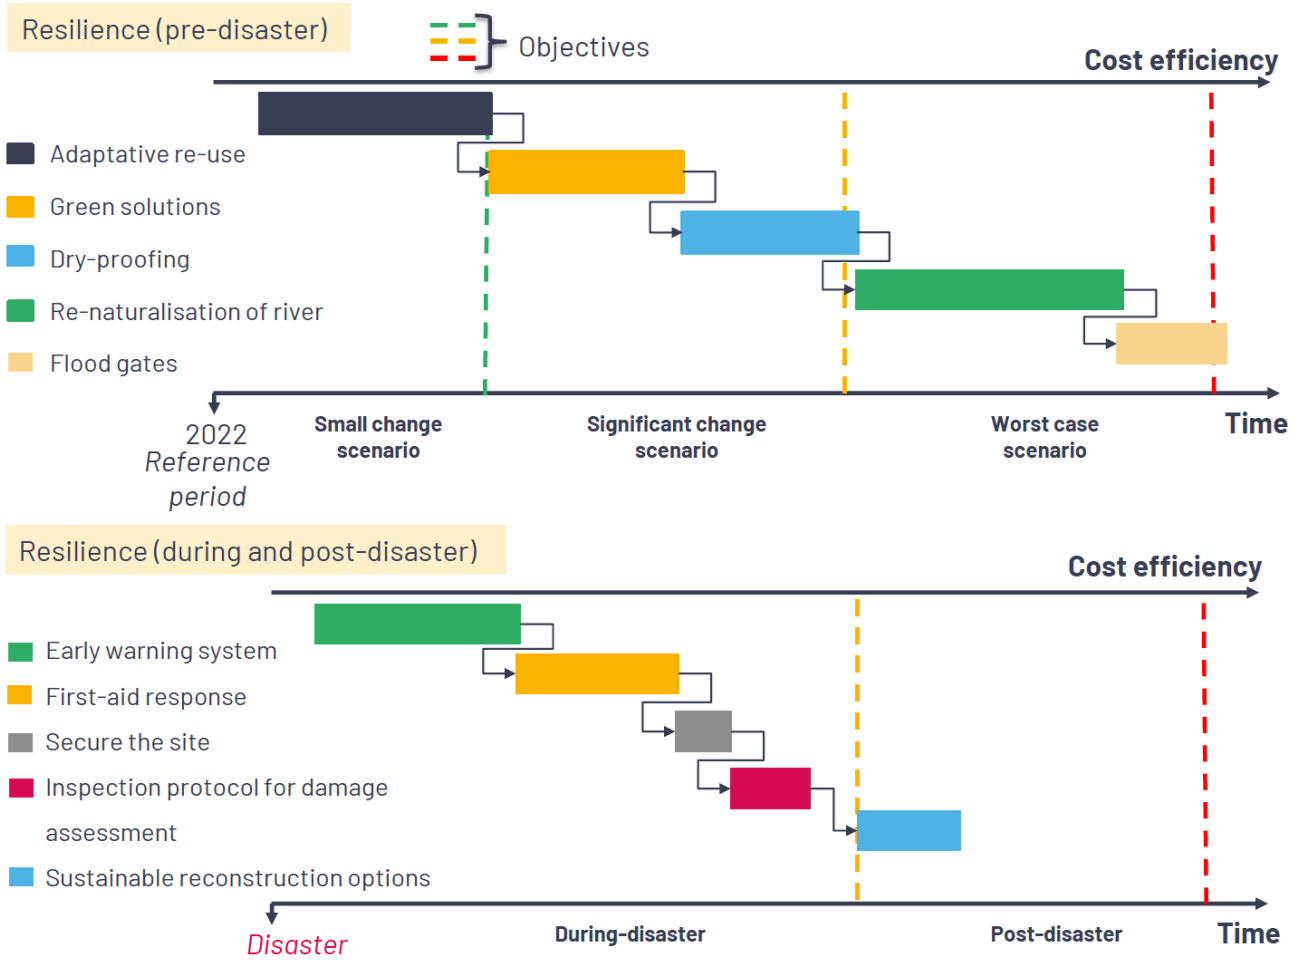 Resilience (pre-disaster)
Objectives
Cost efficiency
Adaptative re-use
Green solutions
Dry-proofing
Re-naturalisation of river
Flood gates
2022
Reference
period
Small change
scenario
Significant change
scenario
Worst case
scenario
Time
Resilience (during and post-disaster)
Cost efficiency
Early warning system
First-aid response
Secure the site
Inspection protocol for damage
assessment
Sustainable reconstruction options
Disaster
During-disaster
Post-disaster
Time